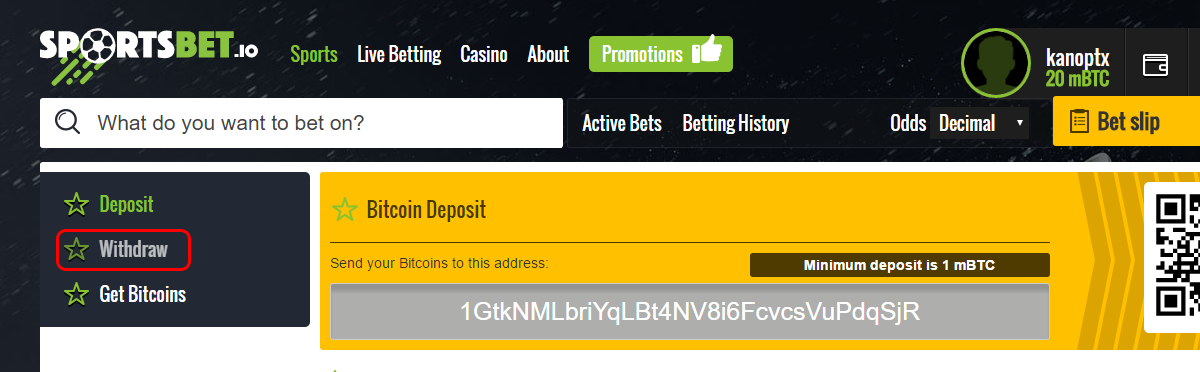 SPORTSBET.IO
Sports Live Betting Casino About Promotions
kanoptx
20 mBTC
What do you want to bet on?
Active Bets Betting History
Odds Decimal
Bet slip
Deposit
Withdraw
Get Bitcoins
Bitcoin Deposit
Send your Bitcoins to this address:
Minimum deposit is 1 mBTC
1GtkNMLbriYqLBt4NV8i6FcvcsVuPdqSjR